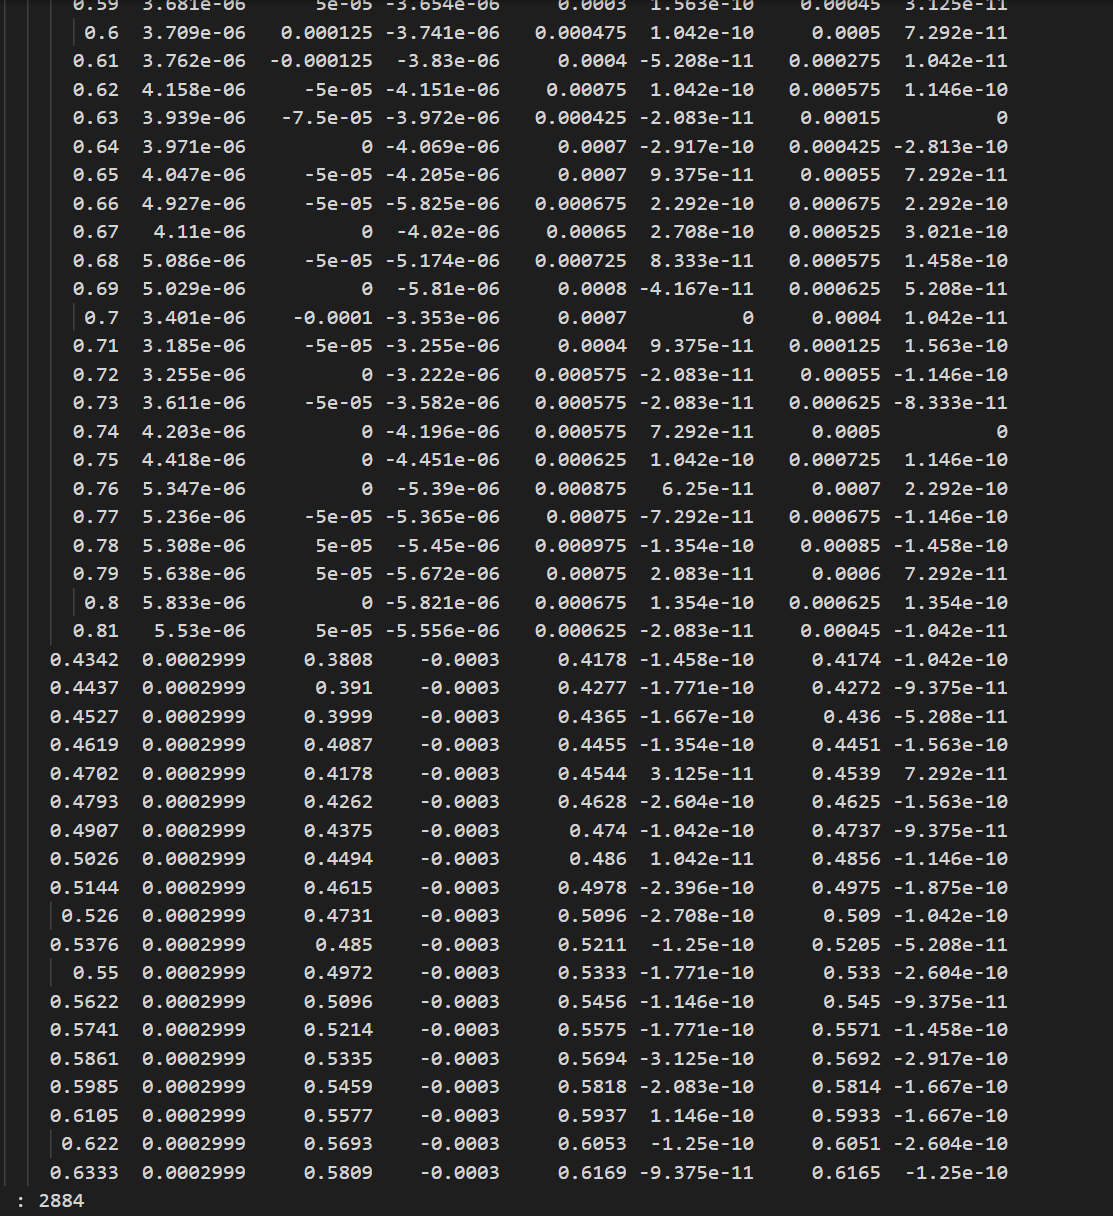 0.59 3.681e-06 5e-05 -3.654e-06 0.0003 1.563e-10 0.00045 3.125e-11
0.6 3.709e-06 0.000125 -3.741e-06 0.000475 1.042e-10 0.0005 7.292e-11
0.61 3.762e-06 -0.000125 -3.83e-06 0.0004 -5.208e-11 0.000275 1.042e-11
0.62 4.158e-06 -5e-05 -4.151e-06 0.00075 1.042e-10 0.000575 1.146e-10
0.63 3.939e-06 -7.5e-05 -3.972e-06 0.000425 -2.083e-11 0.00015 0
0.64 3.971e-06 0 -4.069e-06 0.0007 -2.917e-10 0.000425 -2.813e-10
0.65 4.047e-06 -5e-05 -4.205e-06 0.0007 9.375e-11 0.00055 7.292e-11
0.66 4.927e-06 -5e-05 -5.825e-06 0.000675 2.292e-10 0.000675 2.292e-10
0.67 4.11e-06 0 -4.02e-06 0.00065 2.708e-10 0.000525 3.021e-10
0.68 5.086e-06 -5e-05 -5.174e-06 0.000725 8.333e-11 0.000575 1.458e-10
0.69 5.029e-06 0 -5.81e-06 0.0008 -4.167e-11 0.000625 5.208e-11
0.7 3.401e-06 -0.0001 -3.353e-06 0.0007 0 0.0004 1.042e-11
0.71 3.185e-06 -5e-05 -3.255e-06 0.0004 9.375e-11 0.000125 1.563e-10
0.72 3.255e-06 0 -3.222e-06 0.000575 -2.083e-11 0.00055 -1.146e-10
0.73 3.611e-06 -5e-05 -3.582e-06 0.000575 -2.083e-11 0.000625 -8.333e-11
0.74 4.203e-06 0 -4.196e-06 0.000575 7.292e-11 0.0005 0
0.75 4.418e-06 0 -4.451e-06 0.000625 1.042e-10 0.000725 1.146e-10
0.76 5.347e-06 0 -5.39e-06 0.000875 6.25e-11 0.0007 2.292e-10
0.77 5.236e-06 -5e-05 -5.365e-06 0.00075 -7.292e-11 0.000675 -1.146e-10
0.78 5.308e-06 5e-05 -5.45e-06 0.000975 -1.354e-10 0.00085 -1.458e-10
0.79 5.638e-06 5e-05 -5.672e-06 0.00075 2.083e-11 0.0006 7.292e-11
0.8 5.833e-06 0 -5.821e-06 0.000675 1.354e-10 0.000625 1.354e-10
0.81 5.53e-06 5e-05 -5.556e-06 0.000625 -2.083e-11 0.00045 -1.042e-11
0.4342 0.0002999 0.3808 -0.0003 0.4178 -1.458e-10 0.4174 -1.042e-10
0.4437 0.0002999 0.391 -0.0003 0.4277 -1.771e-10 0.4272 -9.375e-11
0.4527 0.0002999 0.3999 -0.0003 0.4365 -1.667e-10 0.436 -5.208e-11
0.4619 0.0002999 0.4087 -0.0003 0.4455 -1.354e-10 0.4451 -1.563e-10
0.4702 0.0002999 0.4178 -0.0003 0.4544 3.125e-11 0.4539 7.292e-11
0.4793 0.0002999 0.4262 -0.0003 0.4628 -2.604e-10 0.4625 -1.563e-10
0.4907 0.0002999 0.4375 -0.0003 0.474 -1.042e-10 0.4737 -9.375e-11
0.5026 0.0002999 0.4494 -0.0003 0.486 1.042e-11 0.4856 -1.146e-10
0.5144 0.0002999 0.4615 -0.0003 0.4978 -2.396e-10 0.4975 -1.875e-10
0.526 0.0002999 0.4731 -0.0003 0.5096 -2.708e-10 0.509 -1.042e-10
0.5376 0.0002999 0.485 -0.0003 0.5211 -1.25e-10 0.5205 -5.208e-11
0.55 0.0002999 0.4972 -0.0003 0.5333 -1.771e-10 0.533 -2.604e-10
0.5622 0.0002999 0.5096 -0.0003 0.5456 -1.146e-10 0.545 -9.375e-11
0.5741 0.0002999 0.5214 -0.0003 0.5575 -1.771e-10 0.5571 -1.458e-10
0.5861 0.0002999 0.5335 -0.0003 0.5694 -3.125e-10 0.5692 -2.917e-10
0.5985 0.0002999 0.5459 -0.0003 0.5818 -2.083e-10 0.5814 -1.667e-10
0.6105 0.0002999 0.5577 -0.0003 0.5937 1.146e-10 0.5933 -1.667e-10
0.622 0.0002999 0.5693 -0.0003 0.6053 -1.25e-10 0.6051 -2.604e-10
0.6333 0.0002999 0.5809 -0.0003 0.6169 -9.375e-11 0.6165 -1.25e-10
: 2884